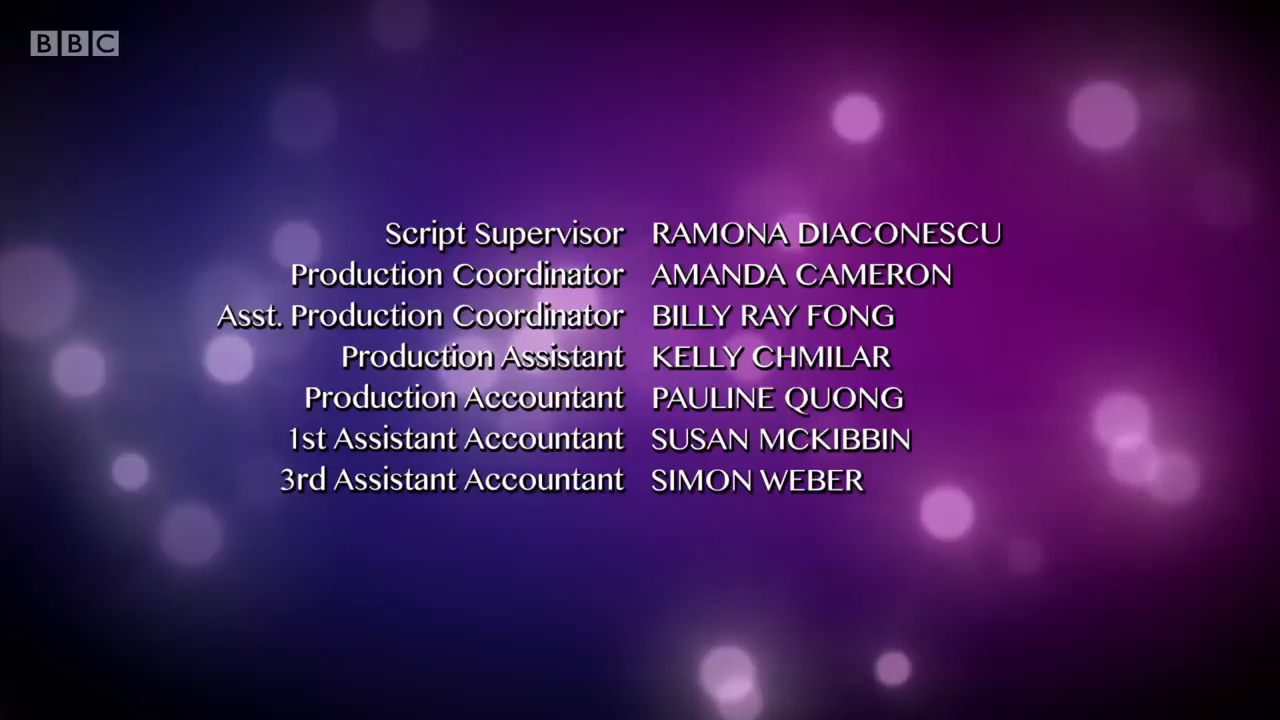 BBC
Script Supervisor RAMONA DIACONESCU
Production Coordinator AMANDA CAMERON
Asst. Production Coordinator BILLY RAY FONG
Production Assistant KELLY CHMILAR
Production Accountant PAULINE QUONG
1st Assistant Accountant SUSAN MCKIBBIN
3rd Assistant Accountant SIMON WEBER